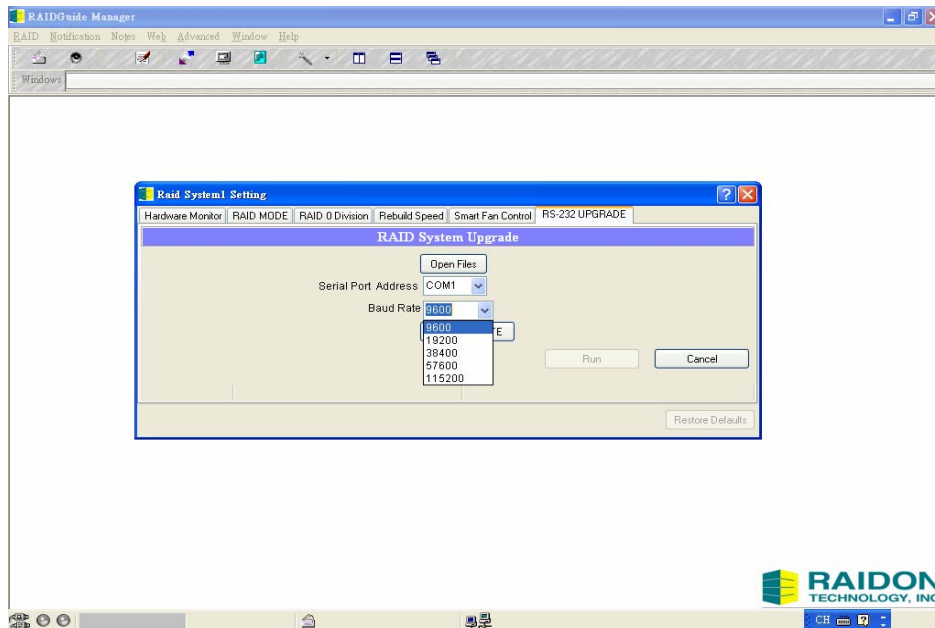 RAIDGuide Manager
RAID Notification Notes Web Advanced Window Help
Windows
Raid System1 Setting
Hardware Monitor RAID MODE RAID 0 Division Rebuild Speed Smart Fan Control RS-232 UPGRADE
RAID System Upgrade
Open Files
Serial Port Address COM1
Baud Rate 9600
9600
19200
38400
57600
115200
Run Cancel
Restore Defaults
RAIDON
TECHNOLOGY, INC
CH